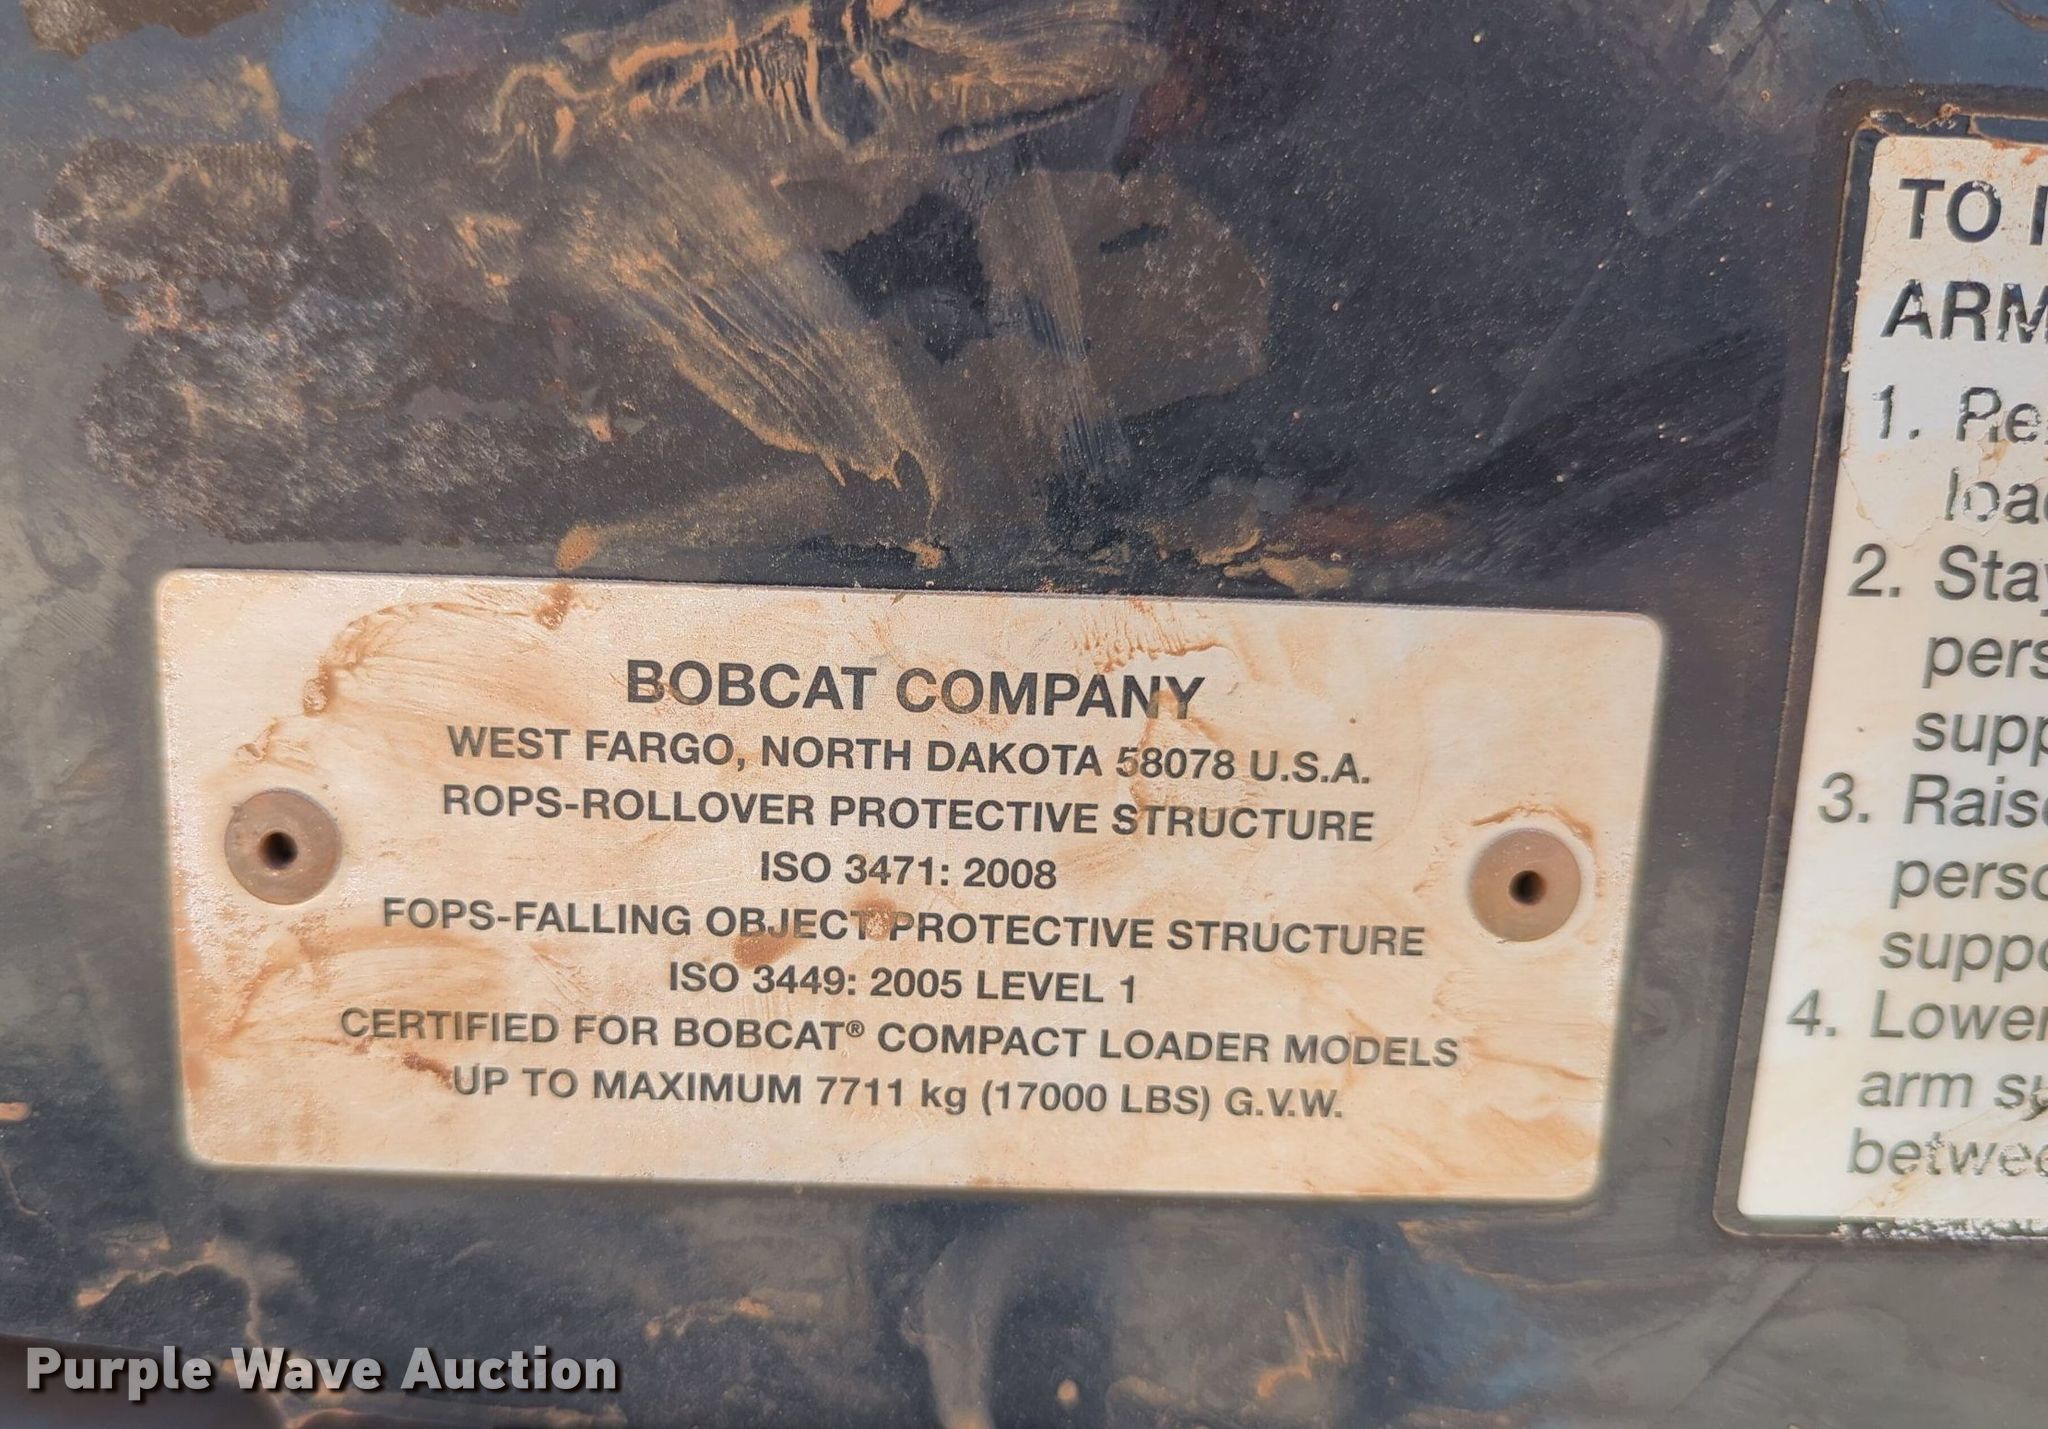 BOBCAT COMPANY
WEST FARGO, NORTH DAKOTA 58078 U.S.A.
ROPS-ROLLOVER PROTECTIVE STRUCTURE
ISO 3471: 2008
FOPS-FALLING OBJECT PROTECTIVE STRUCTURE
ISO 3449: 2005 LEVEL 1
CERTIFIED FOR BOBCAT® COMPACT LOADER MODELS
UP TO MAXIMUM 7711 kg (17000 LBS) G.V.W.
TO
ARM
1.
2. Stay
pers
supp
3. Raise
perso
suppo
4. Lower
arm
betwee
Purple Wave Auction